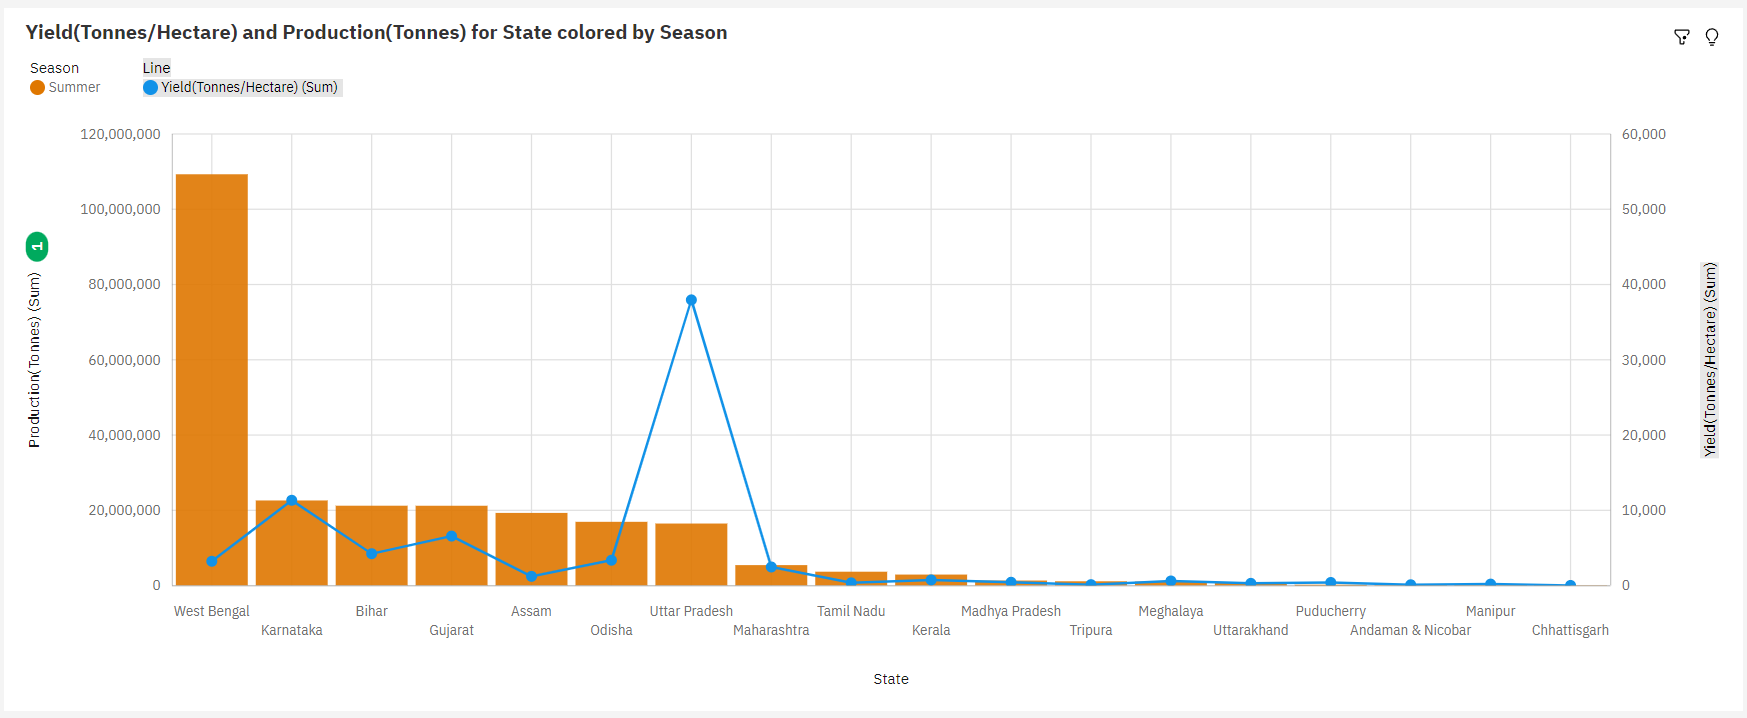 Yield(Tonnes/Hectare) and Production(Tonnes) for State colored by Season
Season
Summer
Line
Yield(Tonnes/Hectare) (Sum)
120,000,000
100,000,000
80,000,000
60,000,000
40,000,000
20,000,000
0
Production(Tonnes) (Sum)
1
60,000
50,000
40,000
30,000
20,000
10,000
0
Yield(Tonnes/Hectare) (Sum)
West Bengal
Karnataka
Bihar
Gujarat
Assam
Odisha
Uttar Pradesh
Maharashtra
Tamil Nadu
Kerala
Madhya Pradesh
Tripura
Meghalaya
Uttarakhand
Puducherry
Andaman & Nicobar
Manipur
Chhattisgarh
State